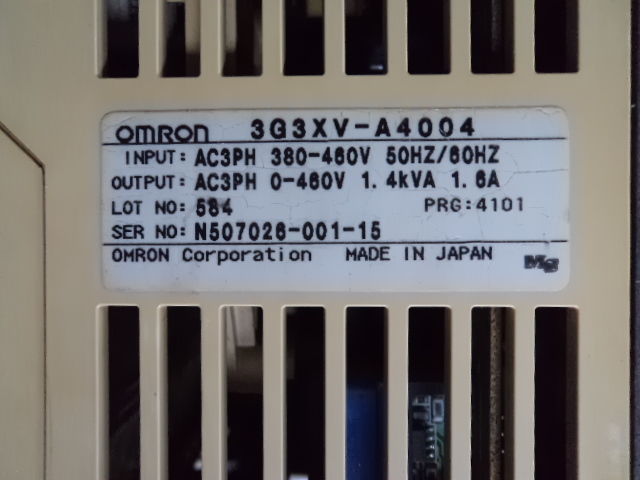 OMRON 3G3XV-A4004
INPUT: AC3PH 380-460V 50HZ/60HZ
OUTPUT: AC3PH 0-460V 1.4kVA 1.6A
LOT NO: 584 PRG:4101
SER NO: N507026-001-15
OMRON Corporation MADE IN JAPAN